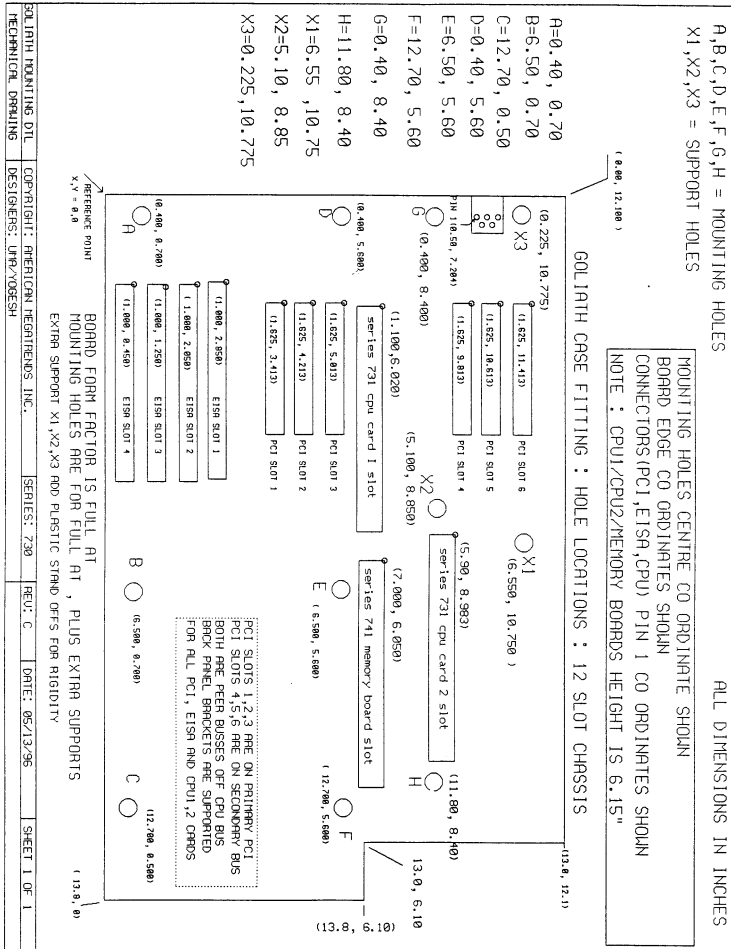 A,B,C,D,E,F,G,H = MOUNTING HOLES
X1,X2,X3 = SUPPORT HOLES
ALL DIMENSIONS IN INCHES
MOUNTING HOLES CENTRE CO ORDINATE SHOWN
BOARD EDGE CO ORDINATES SHOWN
CONNECTORS(PCI,EISA,CPU) PIN 1 CO ORDINATES SHOWN
NOTE : CPU1/CPU2/MEMORY BOARDS HEIGHT IS 6.15"
GOLIATH CASE FITTING : HOLE LOCATIONS : 12 SLOT CHASSIS
A=0.40, 0.70
B=6.50, 0.70
C=12.70, 0.50
D=0.40, 5.60
E=6.50, 5.60
F=12.70, 5.60
G=0.40, 8.40
H=11.80, 8.40
X1=6.55 ,10.75
X2=5.10, 8.85
X3=0.225,10.775
( 0.00, 12.100 )
(13.0, 12.1)
(0.225, 10.775)
X3
X1
(6.550, 10.750 )
(1.625, 11.413)
PCI SLOT 6
(1.625, 10.613)
PCI SLOT 5
(1.625, 9.813)
PCI SLOT 4
PIN 1(0.50, 7.204)
G
(0.400, 8.400)
X2
(5.100, 8.850)
(5.90, 8.983)
series 731 cpu card 2 slot
H
(11.80, 8.40)
13.0, 6.10
(13.8, 6.10)
(1.100,6.020)
series 731 cpu card 1 slot
(7.000, 6.050)
series 741 memory board slot
(0.400, 5.600)
D
E
( 6.500, 5.600)
F
( 12.700, 5.600)
(1.625, 5.013)
PCI SLOT 3
(1.625, 4.213)
PCI SLOT 2
(1.625, 3.413)
PCI SLOT 1
PCI SLOTS 1,2,3 ARE ON PRIMARY PCI
PCI SLOTS 4,5,6 ARE ON SECONDARY BUS
BOTH ARE PEER BUSSES OFF CPU BUS
BACK PANEL BRACKETS ARE SUPPORTED
FOR ALL PCI, EISA AND CPU1,2 CARDS
(1.000, 2.850)
EISA SLOT 1
( 1.000, 2.050)
EISA SLOT 2
(1.000, 1.250)
EISA SLOT 3
(1.000, 0.450)
EISA SLOT 4
(0.400, 0.700)
A
B
(6.500, 0.700)
C
(12.700, 0.500)
REFERENCE POINT
X,Y = 0,0
( 13.8, 0)
BOARD FORM FACTOR IS FULL AT
MOUNTING HOLES ARE FOR FULL AT , PLUS EXTRA SUPPORTS
EXTRA SUPPORT X1,X2,X3 ADD PLASTIC STAND OFFS FOR RIGIDITY
GOLIATH MOUNTING DTL
COPYRIGHT: AMERICAN MEGATRENDS INC.
SERIES: 730
REV: C
DATE: 05/13/96
SHEET 1 OF 1
MECHANICAL DRAWING
DESIGNERS: UMA/YOGESH